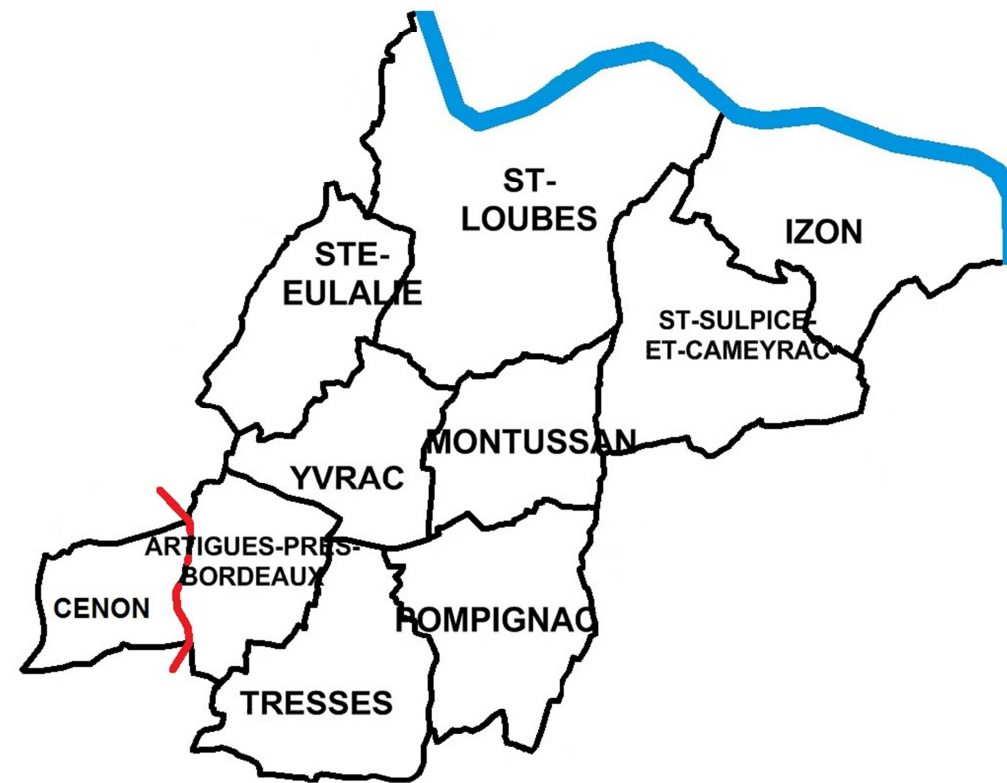 ST-
LOUBES
IZON
STE-
EULALIE
ST-SULPICE-
ET-CAMEYRAC
MONTUSSAN
YVRAC
ARTIGUES-PRES-
BORDEAUX
CENON
POMPIGNAC
TRESSES